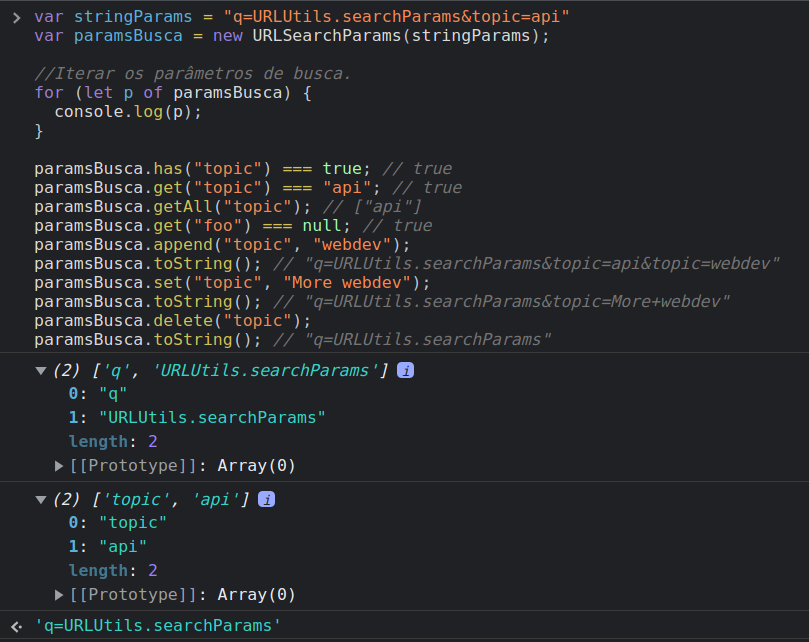 var stringParams = "q=URLUtils.searchParams&topic=api"
var paramsBusca = new URLSearchParams(stringParams);

//Iterar os parâmetros de busca.
for (let p of paramsBusca) {
  console.log(p);
}

paramsBusca.has("topic") === true; // true
paramsBusca.get("topic") === "api"; // true
paramsBusca.getAll("topic"); // ["api"]
paramsBusca.get("foo") === null; // true
paramsBusca.append("topic", "webdev");
paramsBusca.toString(); // "q=URLUtils.searchParams&topic=api&topic=webdev"
paramsBusca.set("topic", "More webdev");
paramsBusca.toString(); // "q=URLUtils.searchParams&topic=More+webdev"
paramsBusca.delete("topic");
paramsBusca.toString(); // "q=URLUtils.searchParams"
(2) ['q', 'URLUtils.searchParams'] i
0: "q"
1: "URLUtils.searchParams"
length: 2
[[Prototype]]: Array(0)
(2) ['topic', 'api'] i
0: "topic"
1: "api"
length: 2
[[Prototype]]: Array(0)
'q=URLUtils.searchParams'